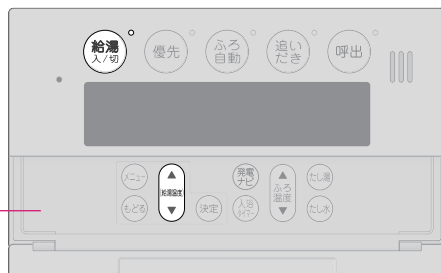 給湯
入/切
優先
ふろ
自動
追い
だき
呼出
メニュー
給湯温度
発電
ナビ
ふろ
温度
たし湯
もどる
決定
入浴
タイマー
たし水